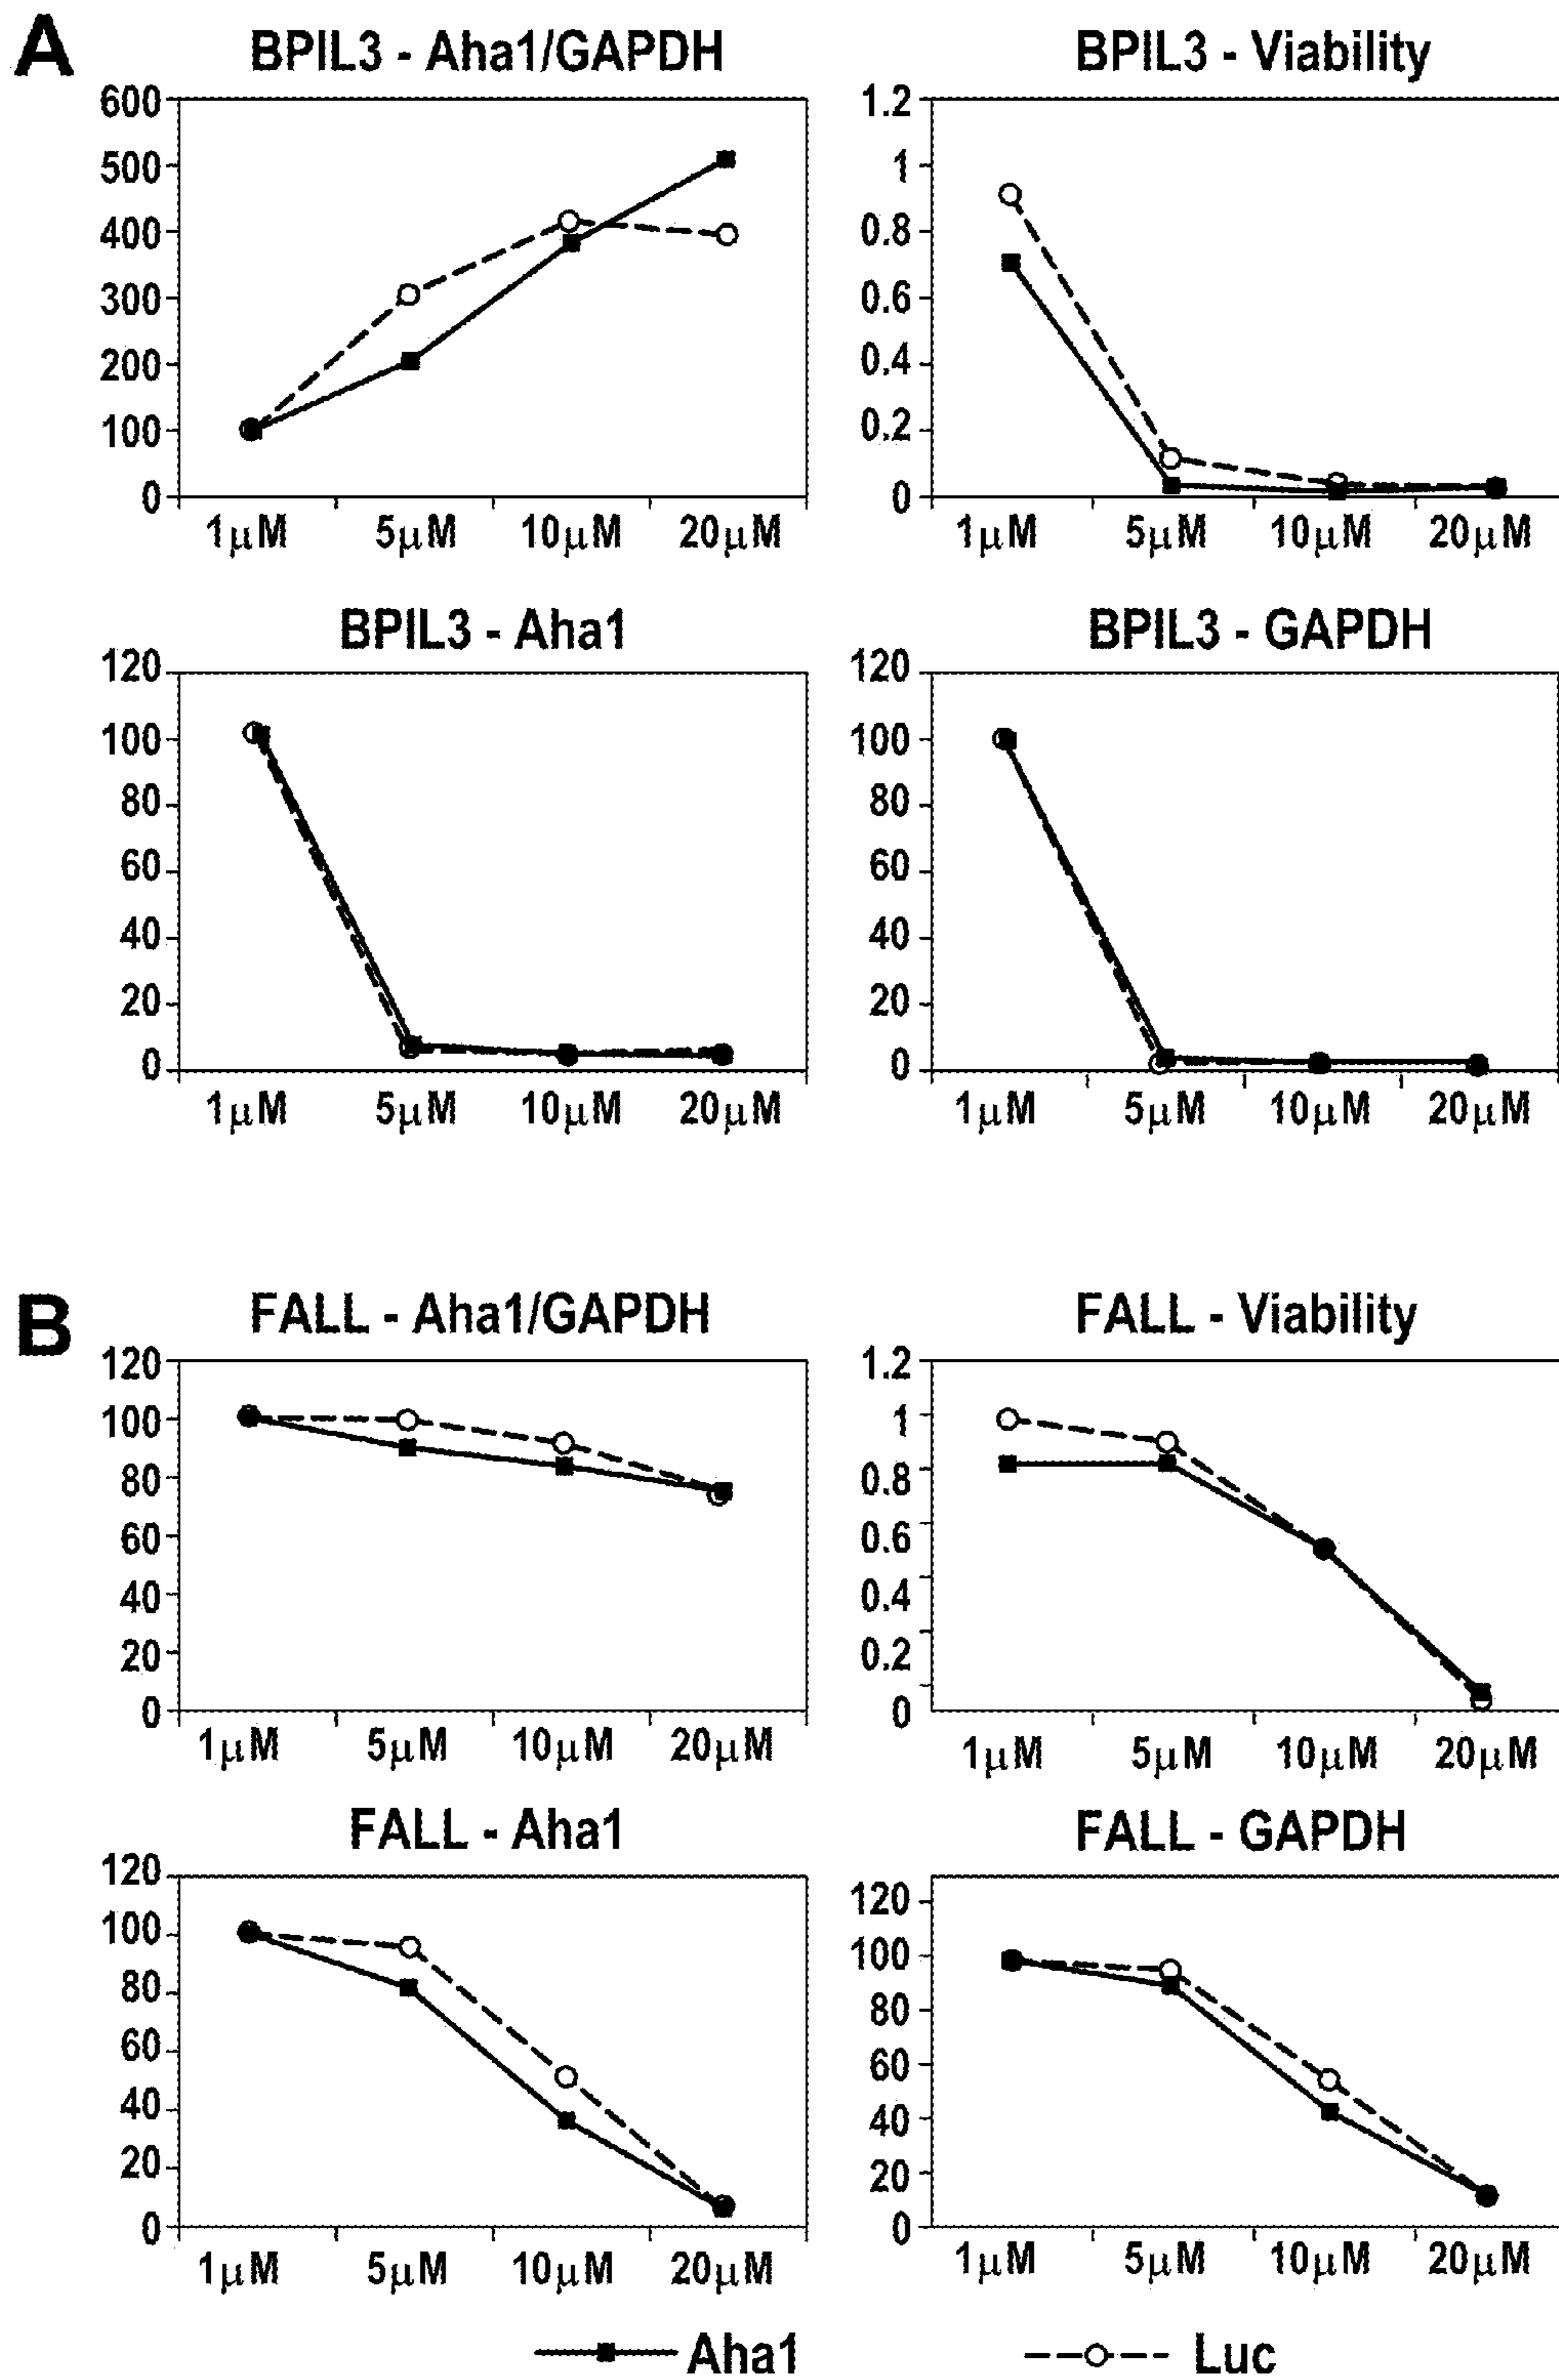 A
BPIL3 - Aha1/GAPDH
600
500
400
300
200
100
0
1µM 5µM 10µM 20µM
BPIL3 - Viability
1.2
1
0.8
0.6
0.4
0.2
0
1µM 5µM 10µM 20µM
BPIL3 - Aha1
120
100
80
60
40
20
0
1µM 5µM 10µM 20µM
BPIL3 - GAPDH
120
100
80
60
40
20
0
1µM 5µM 10µM 20µM
B
FALL - Aha1/GAPDH
120
100
80
60
40
20
0
1µM 5µM 10µM 20µM
FALL - Viability
1.2
1
0.8
0.6
0.4
0.2
0
1µM 5µM 10µM 20µM
FALL - Aha1
120
100
80
60
40
20
0
1µM 5µM 10µM 20µM
FALL - GAPDH
120
100
80
60
40
20
0
1µM 5µM 10µM 20µM
Aha1 Luc